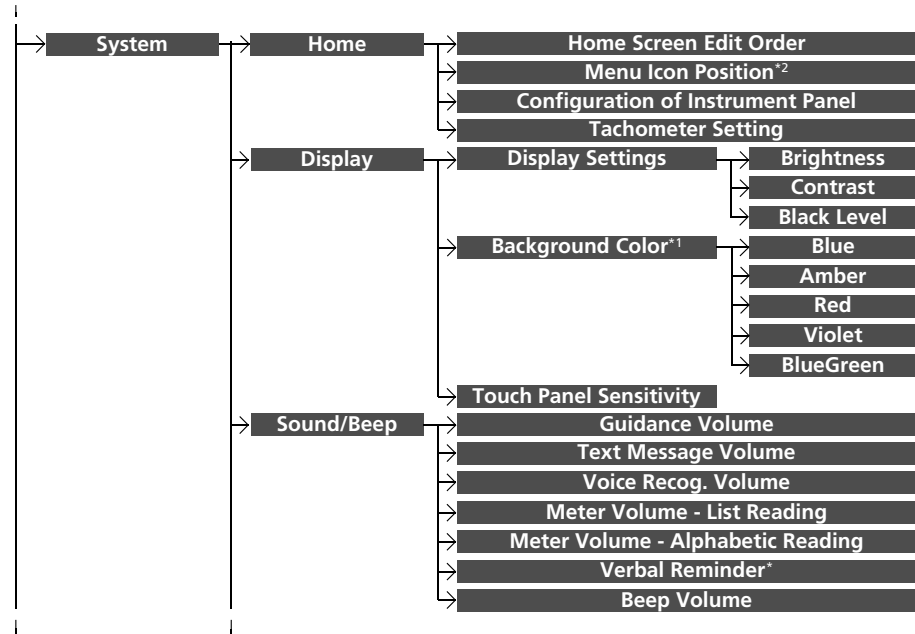 System
Home
Home Screen Edit Order
Menu Icon Position*2
Configuration of Instrument Panel
Tachometer Setting
Display
Display Settings
Brightness
Contrast
Black Level
Background Color*1
Blue
Amber
Red
Violet
BlueGreen
Touch Panel Sensitivity
Sound/Beep
Guidance Volume
Text Message Volume
Voice Recog. Volume
Meter Volume - List Reading
Meter Volume - Alphabetic Reading
Verbal Reminder*
Beep Volume